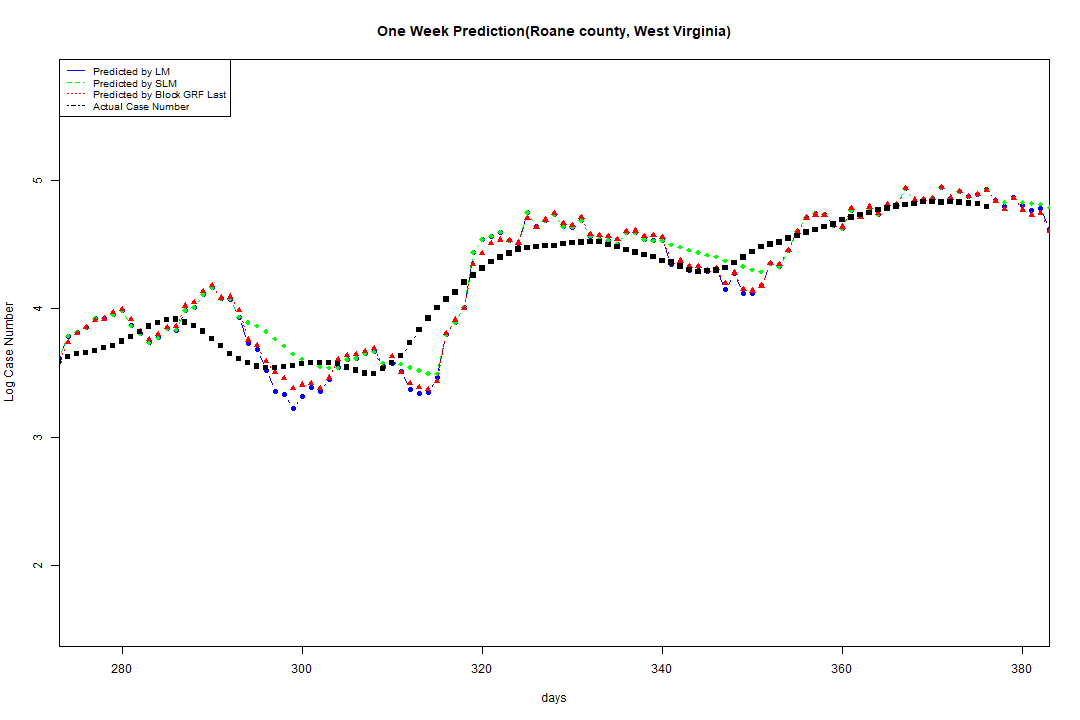 One Week Prediction(Roane county, West Virginia)
Predicted by LM
Predicted by SLM
Predicted by Block GRF Last
Actual Case Number
5
4
3
2
Log Case Number
280 300 320 340 360 380
days